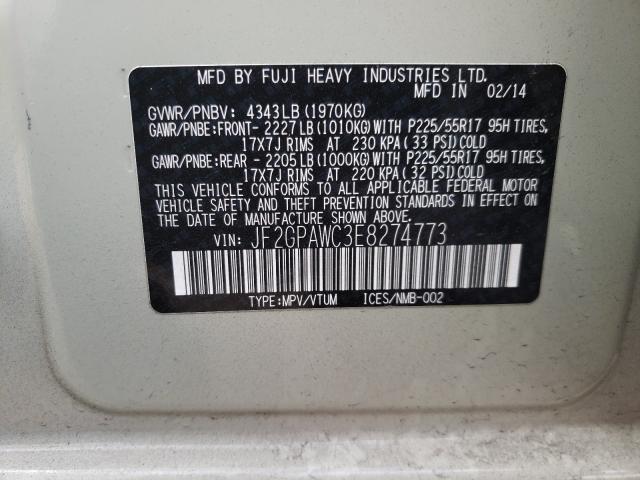 MFD BY FUJI HEAVY INDUSTRIES LTD.
MFD IN 02/14
GVWR/PNBV: 4343LB (1970KG)
GAWR/PNBE:FRONT- 2227LB(1010KG)WITH P225/55R17 95H TIRES,
17X7J RIMS AT 230 KPA ( 33 PSI)COLD
GAWR/PNBE:REAR - 2205LB(1000KG)WITH P225/55R17 95H TIRES,
17X7J RIMS AT 220 KPA ( 32 PSI)COLD
THIS VEHICLE CONFORMS TO ALL APPLICABLE FEDERAL MOTOR
VEHICLE SAFETY AND THEFT PREVENTION STANDARDS IN EFFECT
ON THE DATE OF MANUFACTURE SHOWN ABOVE.
VIN: JF2GPAWC3E8274773
TYPE:MPV/VTUM ICES/NMB-002